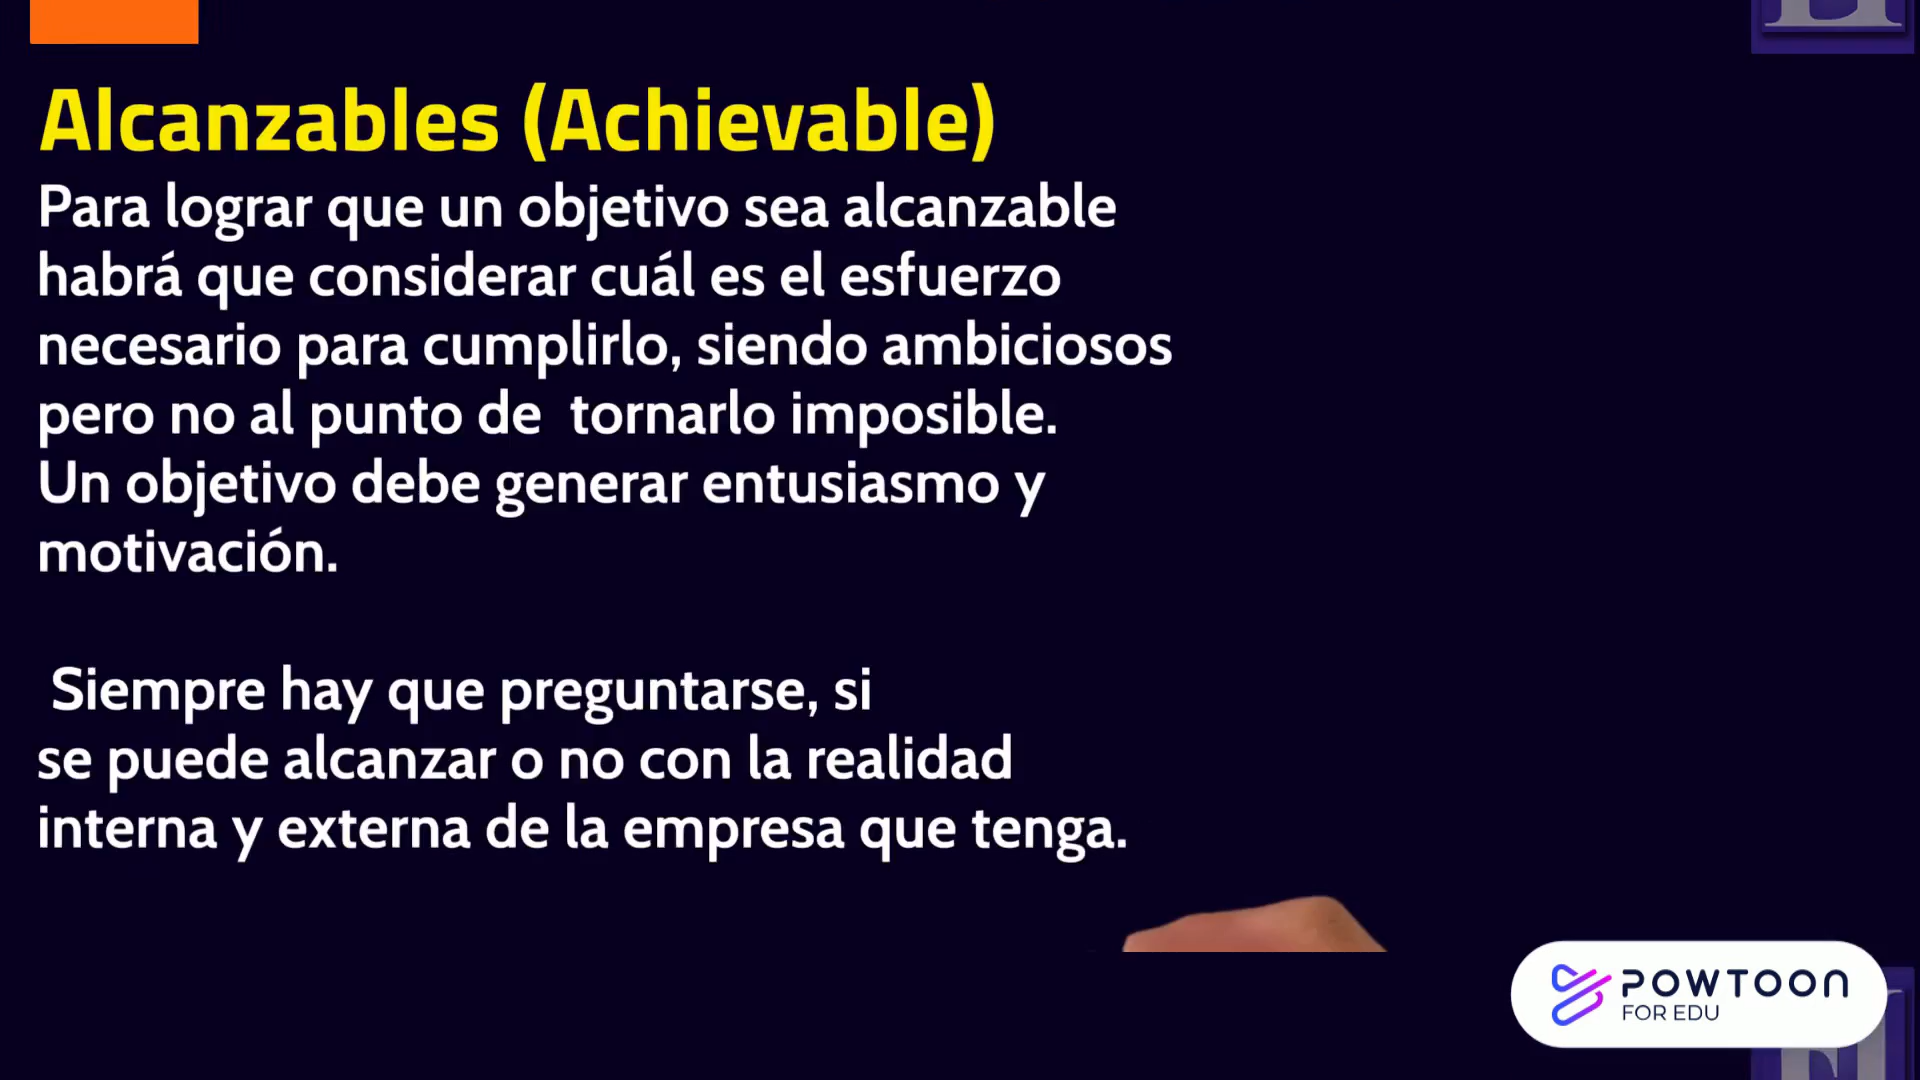 Alcanzables (Achievable)
Para lograr que un objetivo sea alcanzable
habrá que considerar cuál es el esfuerzo
necesario para cumplirlo, siendo ambiciosos
pero no al punto de  tornarlo imposible.
Un objetivo debe generar entusiasmo y
motivación.
Siempre hay que preguntarse, si
se puede alcanzar o no con la realidad
interna y externa de la empresa que tenga.
POWTOON
FOR EDU